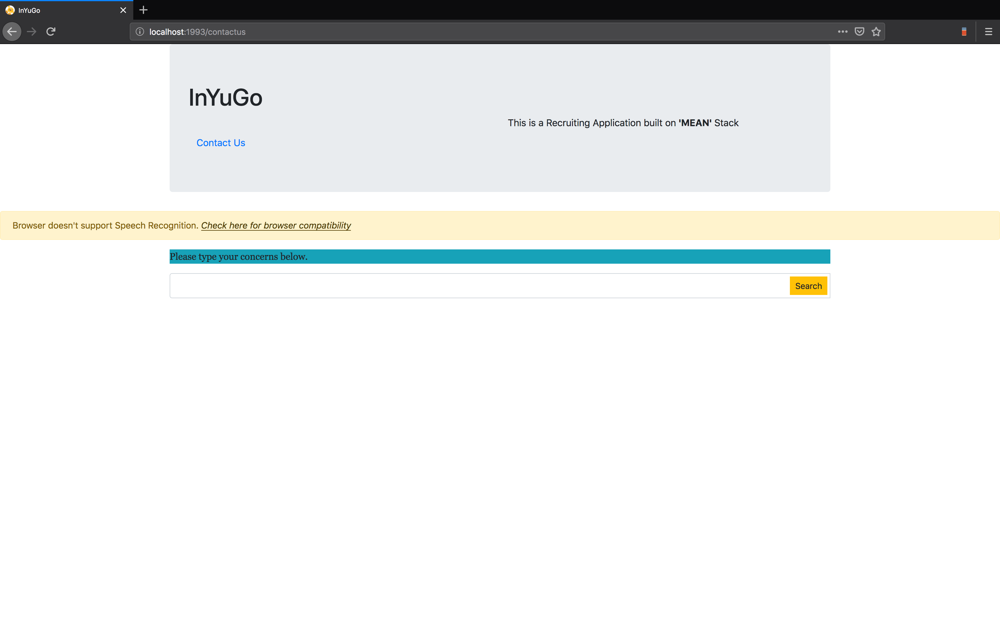 InYuGo
localhost:1993/contactus
InYuGo
This is a Recruiting Application built on 'MEAN' Stack
Contact Us
Browser doesn't support Speech Recognition. Check here for browser compatibility
Please type your concerns below.
Search